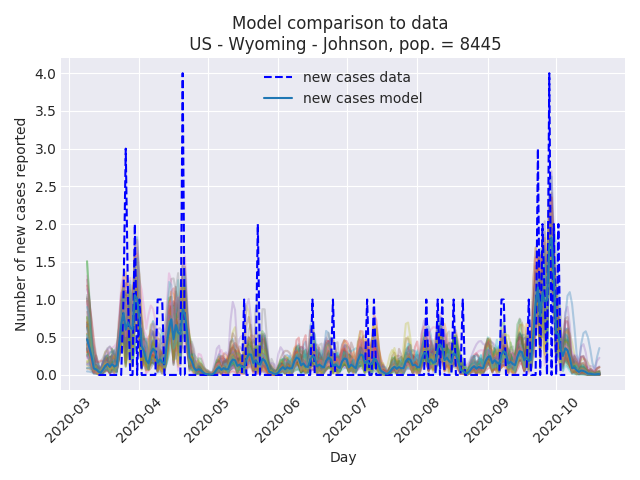 Model comparison to data
US - Wyoming - Johnson, pop. = 8445
new cases data
new cases model
Number of new cases reported
4.0
3.5
3.0
2.5
2.0
1.5
1.0
0.5
0.0
2020-03
2020-04
2020-05
2020-06
2020-07
2020-08
2020-09
2020-10
Day